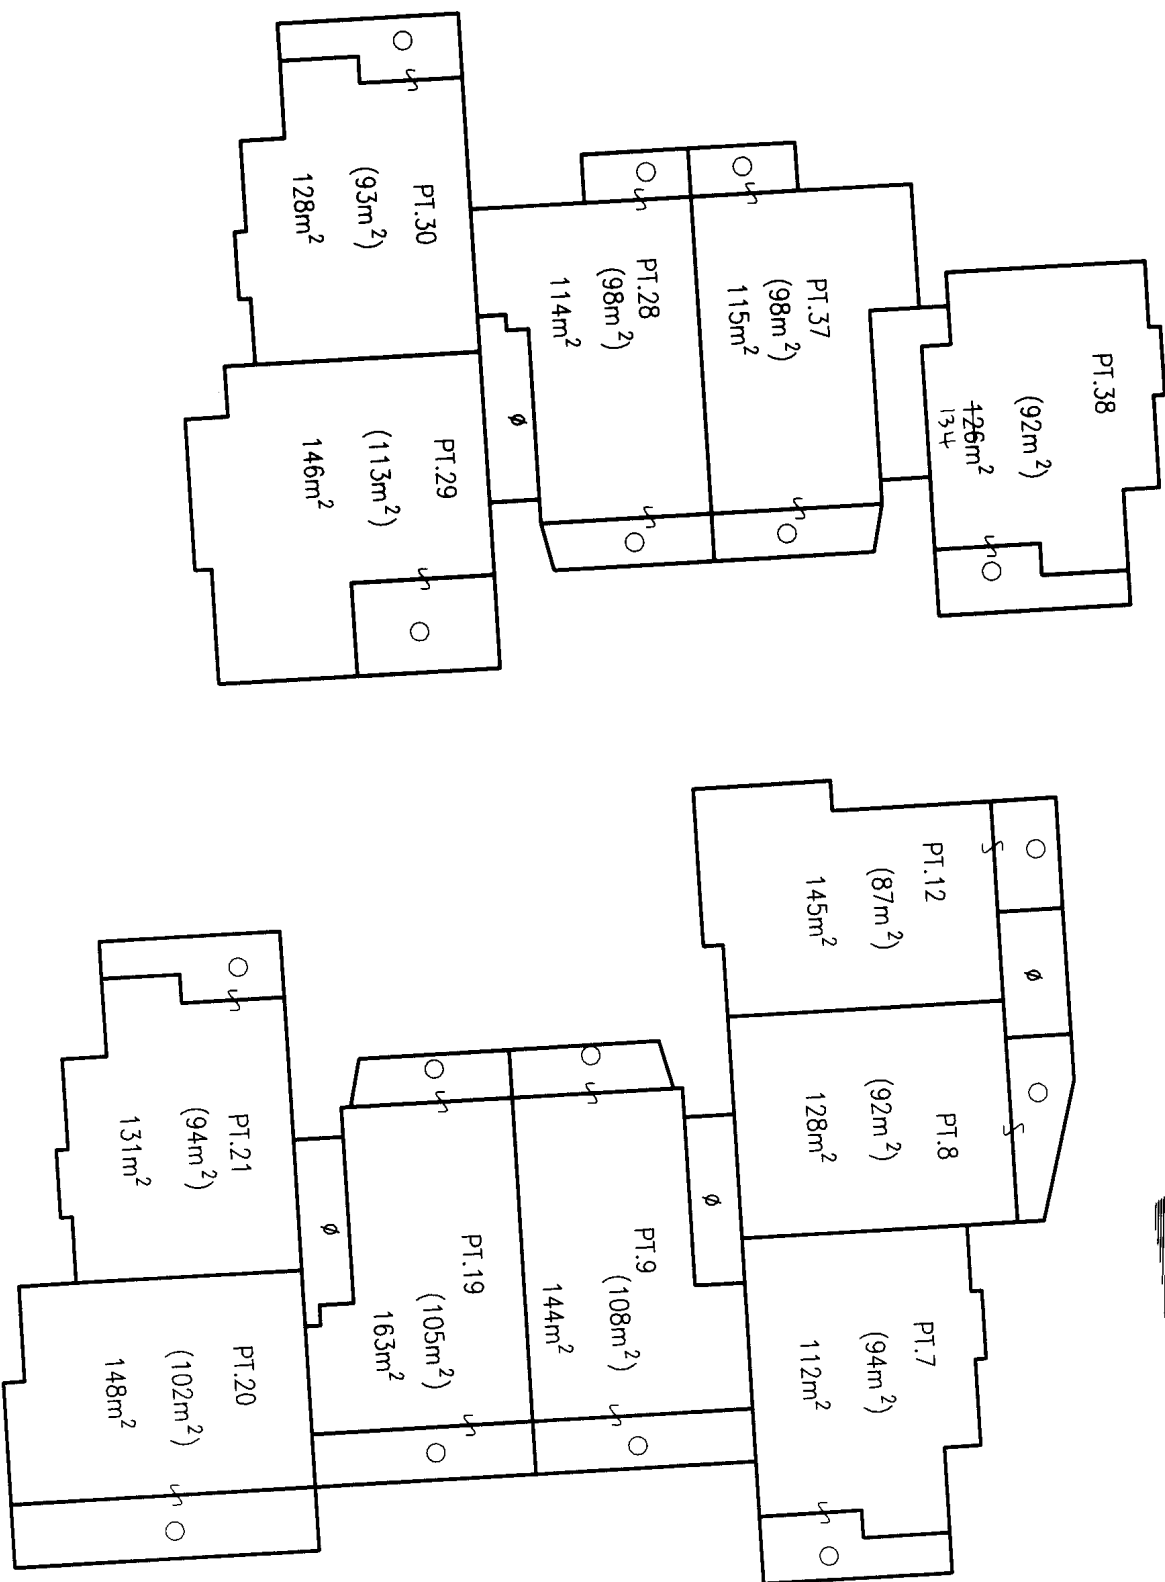 PT.30
(93m²)
128m²
PT.29
(113m²)
146m²
ø
PT.28
(98m²)
114m²
PT.37
(98m²)
115m²
PT.38
(92m²)
126m²
134
PT.12
(87m²)
145m²
ø
PT.8
(92m²)
128m²
PT.7
(94m²)
112m²
ø
PT.9
(108m²)
144m²
PT.19
(105m²)
163m²
ø
PT.21
(94m²)
131m²
PT.20
(102m²)
148m²